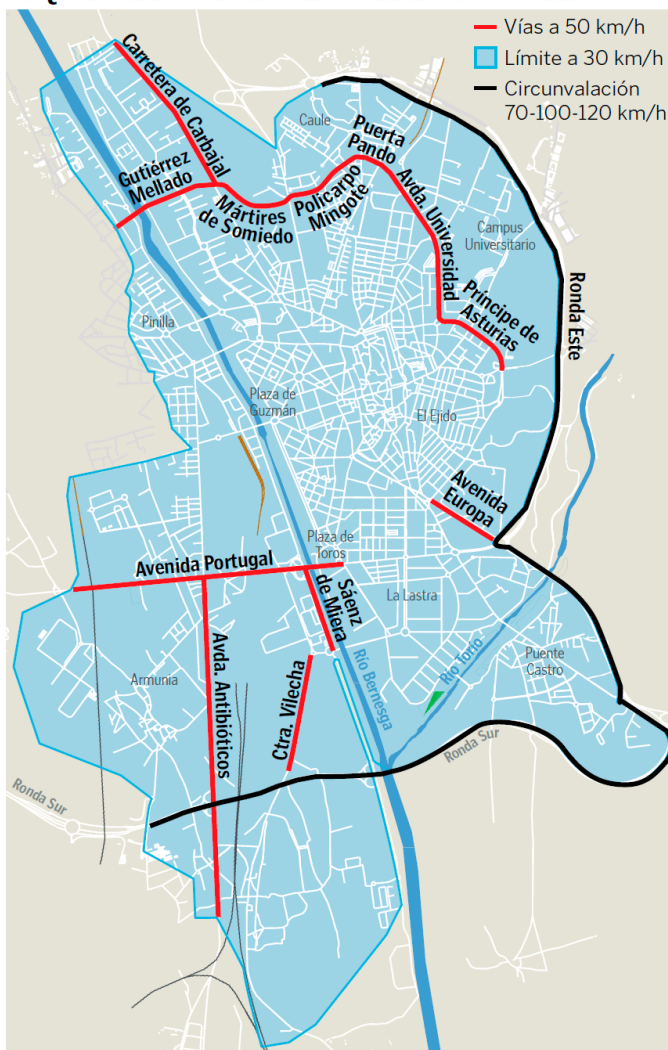 Vías a 50 km/h
Límite a 30 km/h
Circunvalación
70-100-120 km/h
Carretera de Carbajal
Caule
Puerta
Pando
Gutiérrez
Mellado
Policarpo
Mingote
Mártires
de Somiedo
Avda. Universidad
Campus
Universitario
Príncipe de
Asturias
Ronda Este
Pinilla
Plaza de
Guzmán
El Ejido
Avenida
Europa
Plaza de
Toros
Avenida Portugal
Sáenz
de Miera
La Lastra
Puente
Castro
Río Torío
Río Bernesga
Armunia
Avda. Antibióticos
Ctra. Vilecha
Ronda Sur
Ronda Sur